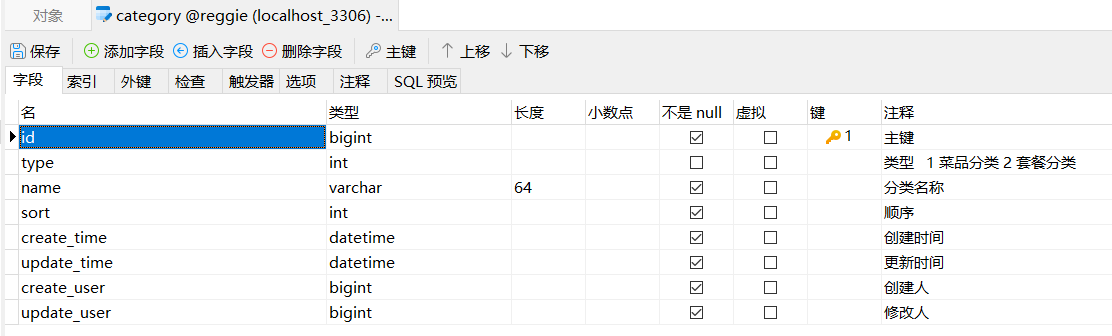 对象 category @reggie (localhost_3306) -...
保存 添加字段 插入字段 删除字段 主键 上移 下移
字段 索引 外键 检查 触发器 选项 注释 SQL 预览
名 类型 长度 小数点 不是 null 虚拟 键 注释
id bigint 1 主键
type int 类型 1 菜品分类 2 套餐分类
name varchar 64 分类名称
sort int 顺序
create_time datetime 创建时间
update_time datetime 更新时间
create_user bigint 创建人
update_user bigint 修改人